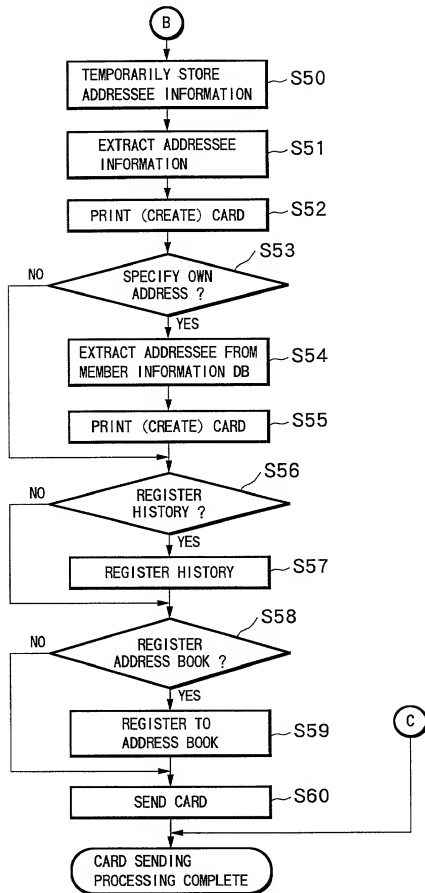 B
TEMPORARILY STORE
ADDRESSEE INFORMATION
S50
EXTRACT ADDRESSEE
INFORMATION
S51
PRINT (CREATE) CARD
S52
S53
NO
SPECIFY OWN
ADDRESS ?
YES
EXTRACT ADDRESSEE FROM
MEMBER INFORMATION DB
S54
PRINT (CREATE) CARD
S55
S56
NO
REGISTER
HISTORY ?
YES
REGISTER HISTORY
S57
S58
NO
REGISTER
ADDRESS BOOK ?
YES
REGISTER TO
ADDRESS BOOK
S59
C
SEND CARD
S60
CARD SENDING
PROCESSING COMPLETE